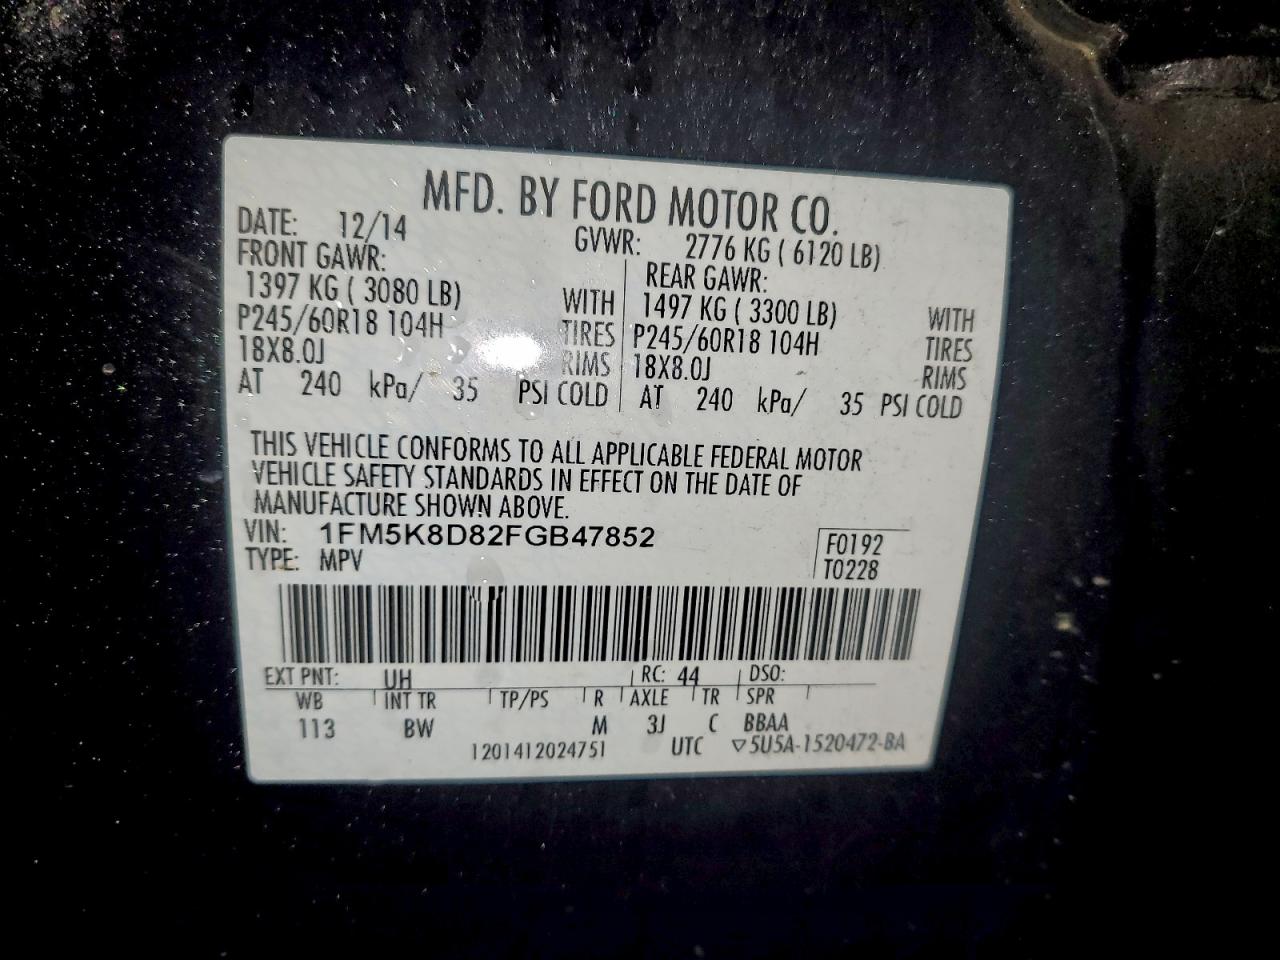 MFD. BY FORD MOTOR CO.
DATE: 12/14 GVWR: 2776 KG ( 6120 LB)
FRONT GAWR: REAR GAWR:
1397 KG ( 3080 LB) WITH 1497 KG ( 3300 LB) WITH
P245/60R18 104H TIRES P245/60R18 104H TIRES
18X8.0J RIMS 18X8.0J RIMS
AT 240 kPa/ 35 PSI COLD AT 240 kPa/ 35 PSI COLD
THIS VEHICLE CONFORMS TO ALL APPLICABLE FEDERAL MOTOR
VEHICLE SAFETY STANDARDS IN EFFECT ON THE DATE OF
MANUFACTURE SHOWN ABOVE.
VIN: 1FM5K8D82FGB47852 F0192
TYPE: MPV T0228
EXT PNT: UH RC: 44 DSO:
WB INT TR TP/PS R AXLE TR SPR
113 BW M 3J C BBAA
1201412024751 UTC ▽5U5A-1520472-BA